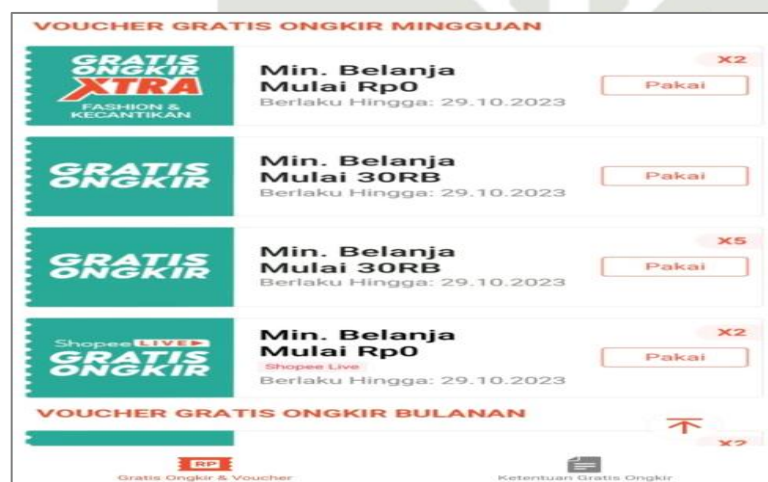 VOUCHER GRATIS ONGKIR MINGGUAN
GRATIS
ONGKIR
XTRA
FASHION &
KECANTIKAN
Min. Belanja
Mulai Rp0
Berlaku Hingga: 29.10.2023
X2
Pakai
GRATIS
ONGKIR
Min. Belanja
Mulai 30RB
Berlaku Hingga: 29.10.2023
Pakai
GRATIS
ONGKIR
Min. Belanja
Mulai 30RB
Berlaku Hingga: 29.10.2023
X5
Pakai
Shopee LIVE
GRATIS
ONGKIR
Min. Belanja
Mulai Rp0
Shopee Live
Berlaku Hingga: 29.10.2023
X2
Pakai
VOUCHER GRATIS ONGKIR BULANAN
X2
RP
Gratis Ongkir & Voucher
Ketentuan Gratis Ongkir